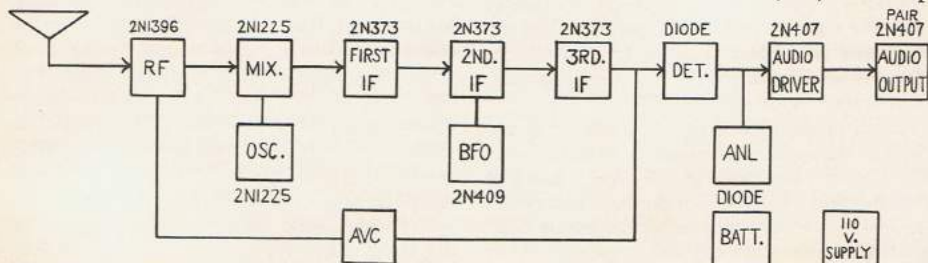 2N1396
2N1225
2N373
2N373
2N373
DIODE
2N407
PAIR
2N407
RF
MIX.
FIRST
IF
2ND.
IF
3RD.
IF
DET.
AUDIO
DRIVER
AUDIO
OUTPUT
OSC.
BFO
ANL
2N1225
2N409
DIODE
AVC
BATT.
110
V.
SUPPLY